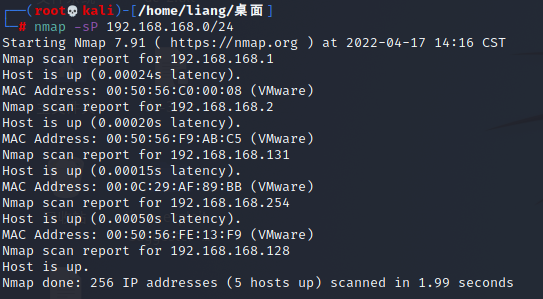 ┌──(root💀kali)-[/home/liang/桌面]
└─# nmap -sP 192.168.168.0/24
Starting Nmap 7.91 ( https://nmap.org ) at 2022-04-17 14:16 CST
Nmap scan report for 192.168.168.1
Host is up (0.00024s latency).
MAC Address: 00:50:56:C0:00:08 (VMware)
Nmap scan report for 192.168.168.2
Host is up (0.00020s latency).
MAC Address: 00:50:56:F9:AB:C5 (VMware)
Nmap scan report for 192.168.168.131
Host is up (0.00015s latency).
MAC Address: 00:0C:29:AF:89:BB (VMware)
Nmap scan report for 192.168.168.254
Host is up (0.00050s latency).
MAC Address: 00:50:56:FE:13:F9 (VMware)
Nmap scan report for 192.168.168.128
Host is up.
Nmap done: 256 IP addresses (5 hosts up) scanned in 1.99 seconds